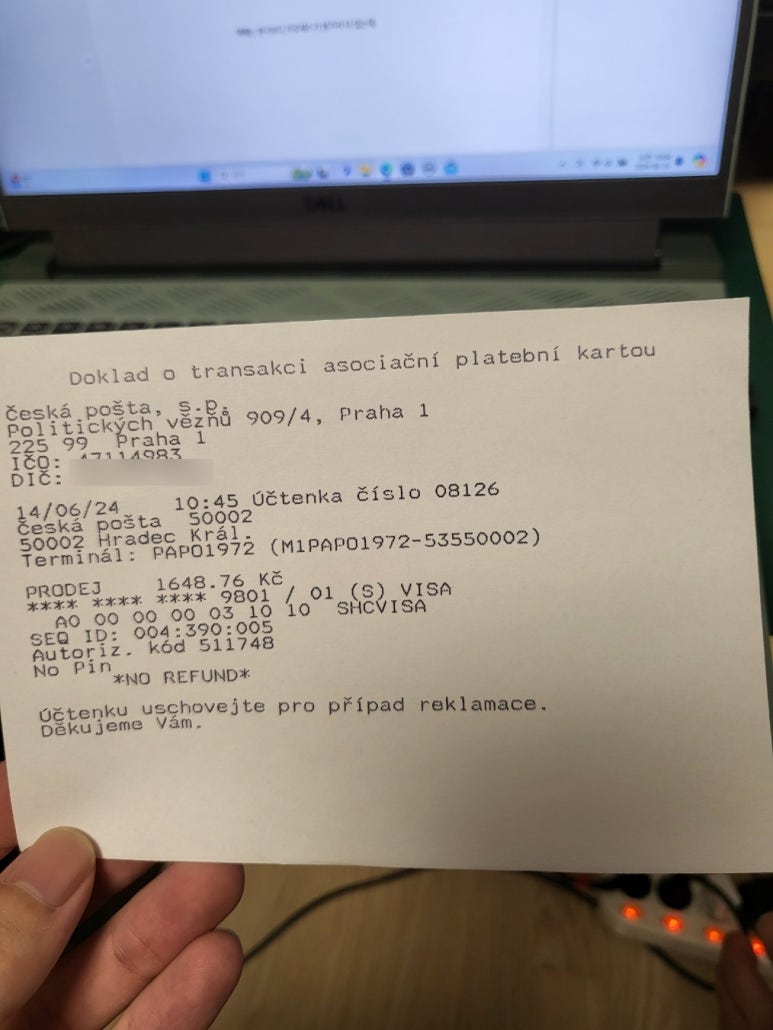 Doklad o transakci asociační platební kartou
Česká pošta, s.p.
Politických vězňů 909/4, Praha 1
225 99 Praha 1
IČO: 47114983
DIČ:
14/06/24 10:45 Účtenka číslo 08126
Česká pošta 50002
50002 Hradec Král.
Terminál: PAPO1972 (M1PAPO1972-53550002)
PRODEJ 1648.76 Kč
**** **** **** 9801 / 01 (S) VISA
A0 00 00 00 03 10 10 SHCVISA
SEQ ID: 004:390:005
Autoriz. kód 511748
No Pin
*NO REFUND*
Účtenku uschovejte pro případ reklamace.
Děkujeme Vám.